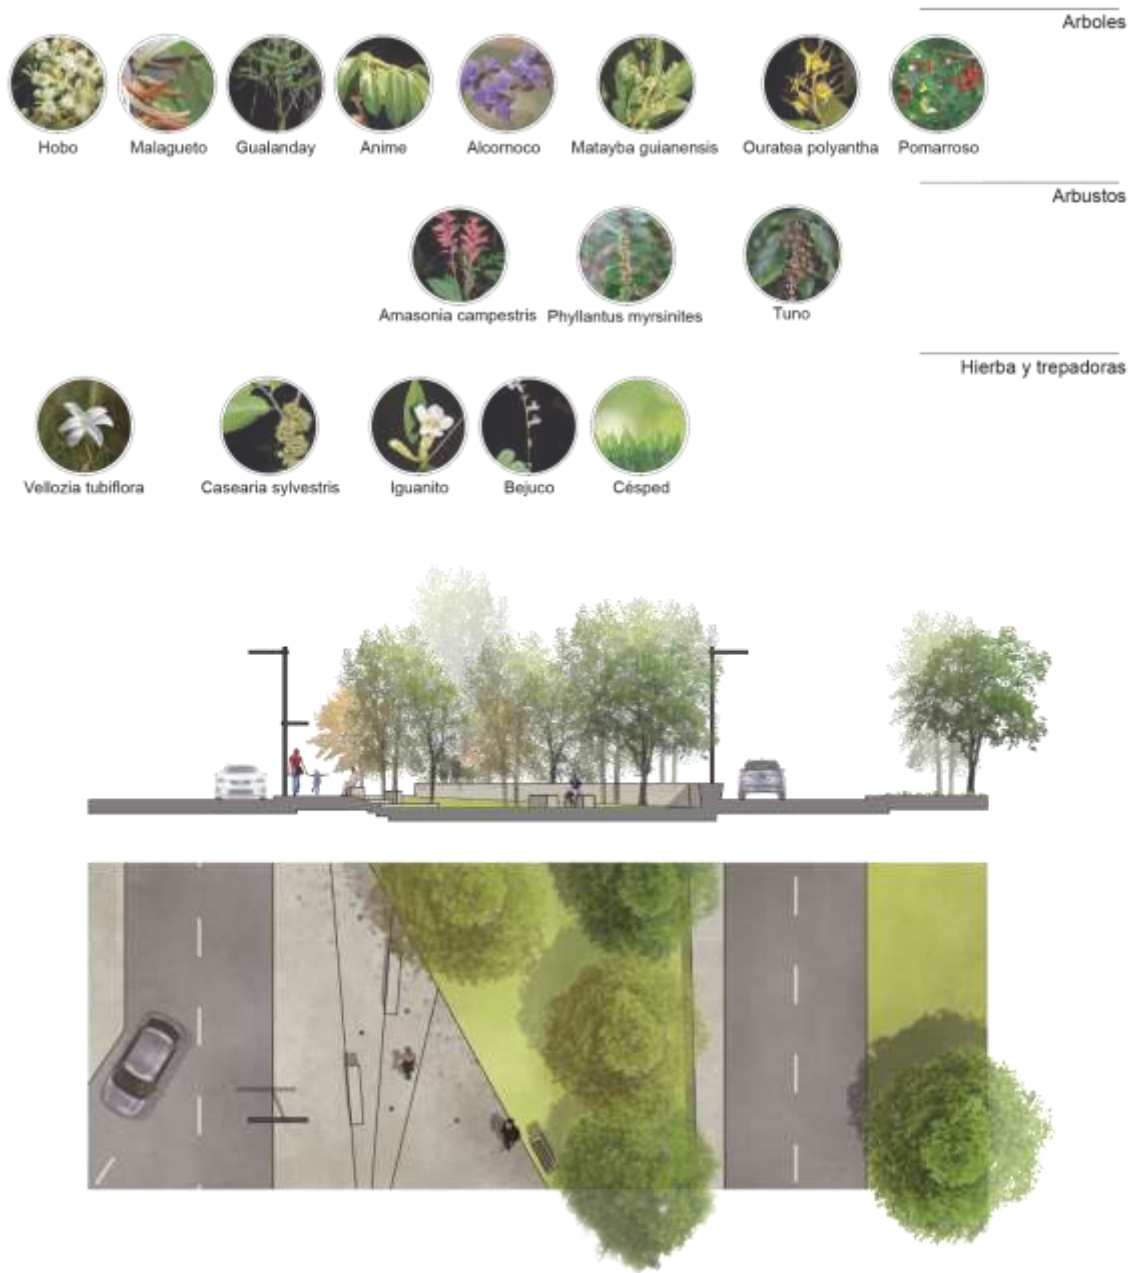 Arboles
Hobo
Malagueto
Gualanday
Anime
Alcornoco
Matayba guianensis
Ouratea polyantha
Pomarroso
Arbustos
Amasonia campestris
Phyllantus myrsinites
Tuno
Hierba y trepadoras
Vellozia tubiflora
Casearia sylvestris
Iguanito
Bejuco
Césped